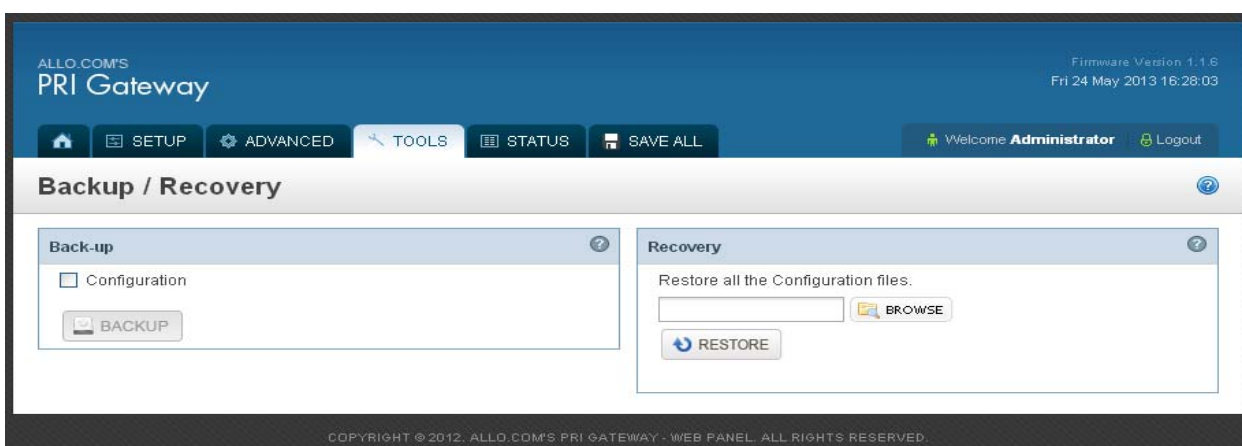 ALLO.COM'S
PRI Gateway
Firmware Version 1.1.6
Fri 24 May 2013 16:28:03
SETUP ADVANCED TOOLS STATUS SAVE ALL Welcome Administrator Logout
Backup / Recovery
Back-up
Configuration
BACKUP
Recovery
Restore all the Configuration files.
BROWSE
RESTORE
COPYRIGHT © 2012. ALLO.COM'S PRI GATEWAY - WEB PANEL. ALL RIGHTS RESERVED.